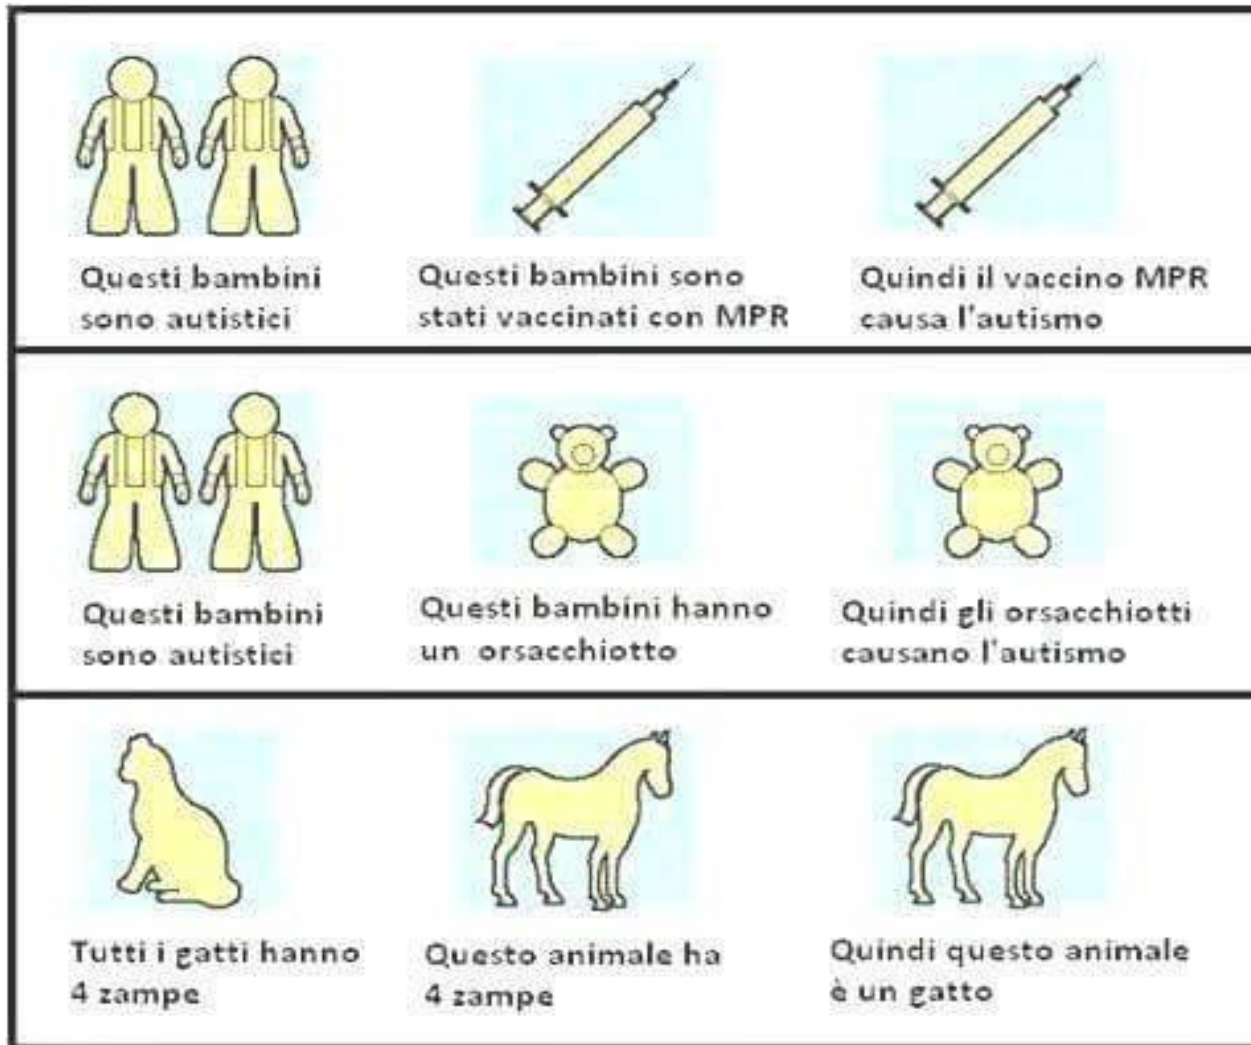 Questi bambini
sono autistici
Questi bambini sono
stati vaccinati con MPR
Quindi il vaccino MPR
causa l'autismo
Questi bambini
sono autistici
Questi bambini hanno
un orsacchiotto
Quindi gli orsacchiotti
causano l'autismo
Tutti i gatti hanno
4 zampe
Questo animale ha
4 zampe
Quindi questo animale
è un gatto